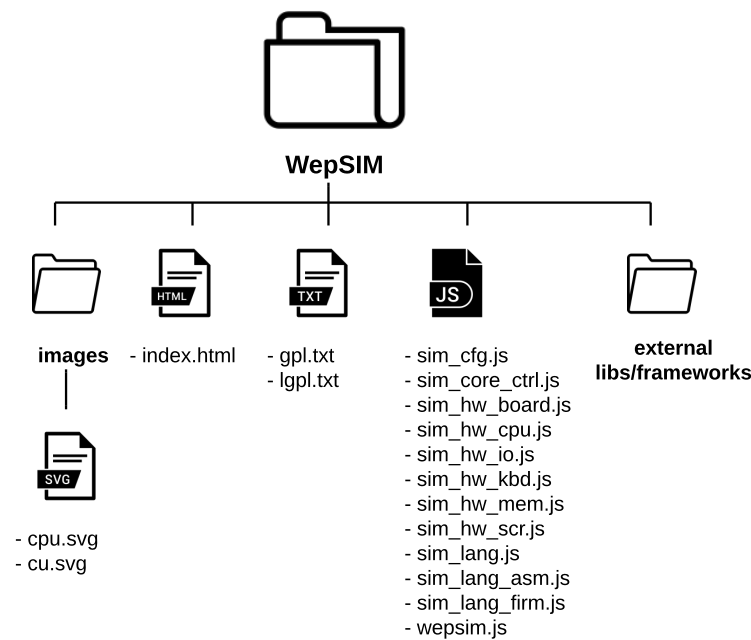 WepSIM
HTML
TXT
JS
images
- index.html
- gpl.txt
- lgpl.txt
- sim_cfg.js
- sim_core_ctrl.js
- sim_hw_board.js
- sim_hw_cpu.js
- sim_hw_io.js
- sim_hw_kbd.js
- sim_hw_mem.js
- sim_hw_scr.js
- sim_lang.js
- sim_lang_asm.js
- sim_lang_firm.js
- wepsim.js
external
libs/frameworks
SVG
- cpu.svg
- cu.svg